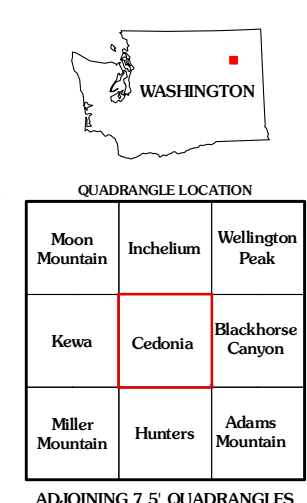 WASHINGTON
QUADRANGLE LOCATION
Moon
Mountain
Inchelium
Wellington
Peak
Kewa
Cedonia
Blackhorse
Canyon
Miller
Mountain
Hunters
Adams
Mountain
ADJOINING 7.5' QUADRANGLES